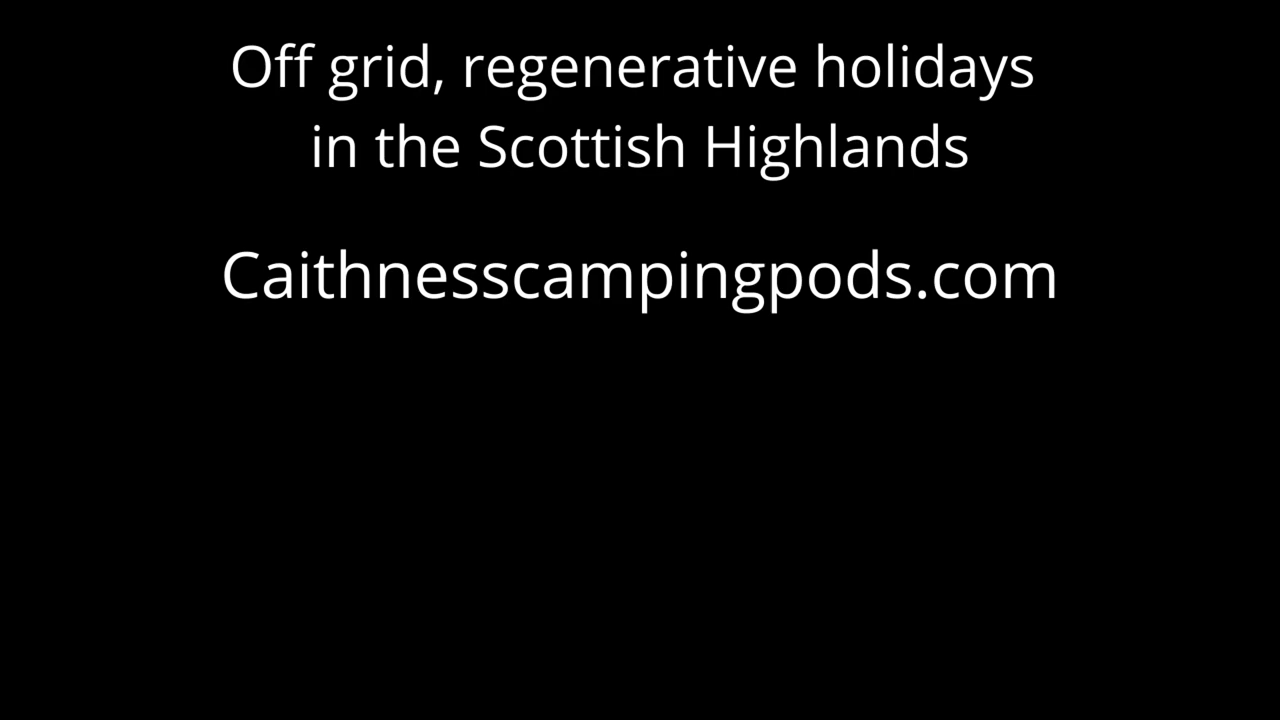 Off grid, regenerative holidays
in the Scottish Highlands
Caithnesscampingpods.com